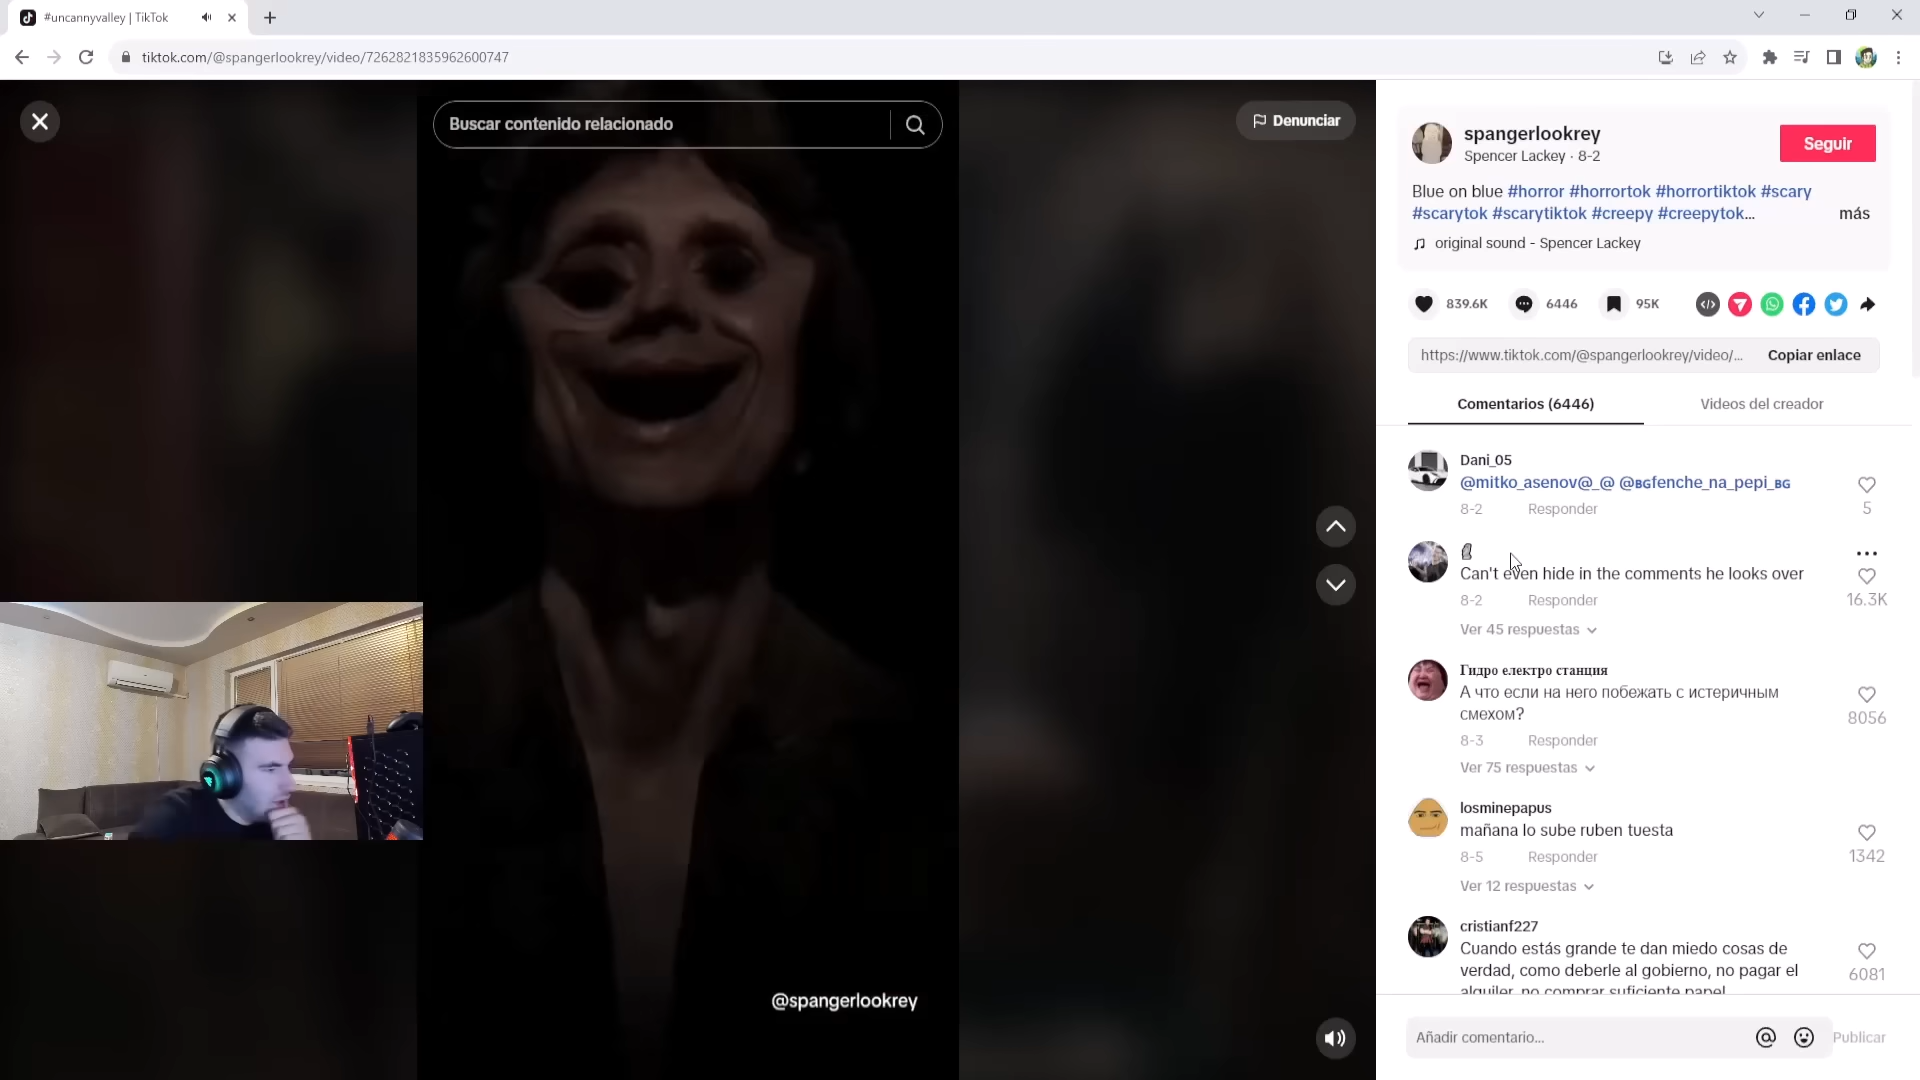 #uncannyvalley | TikTok
tiktok.com/@spangerlookrey/video/7262821835962600747
Buscar contenido relacionado
Denunciar
@spangerlookrey
spangerlookrey
Spencer Lackey · 8-2
Seguir
Blue on blue #horror #horrortok #horrortiktok #scary
#scarytok #scarytiktok #creepy #creepytok...
más
original sound - Spencer Lackey
839.6K
6446
95K
https://www.tiktok.com/@spangerlookrey/video/...
Copiar enlace
Comentarios (6446)
Videos del creador
Dani_05
@mitko_asenov@_@ @BGfenche_na_pepi_BG
8-2 Responder
5
Can't even hide in the comments he looks over
8-2 Responder
16.3K
Ver 45 respuestas
Гидро електро станция
А что если на него побежать с истеричным
смехом?
8056
8-3 Responder
Ver 75 respuestas
losminepapus
mañana lo sube ruben tuesta
8-5 Responder
1342
Ver 12 respuestas
cristianf227
Cuando estás grande te dan miedo cosas de
verdad, como deberle al gobierno, no pagar el
alquiler, no comprar suficiente papel
6081
Añadir comentario...
Publicar